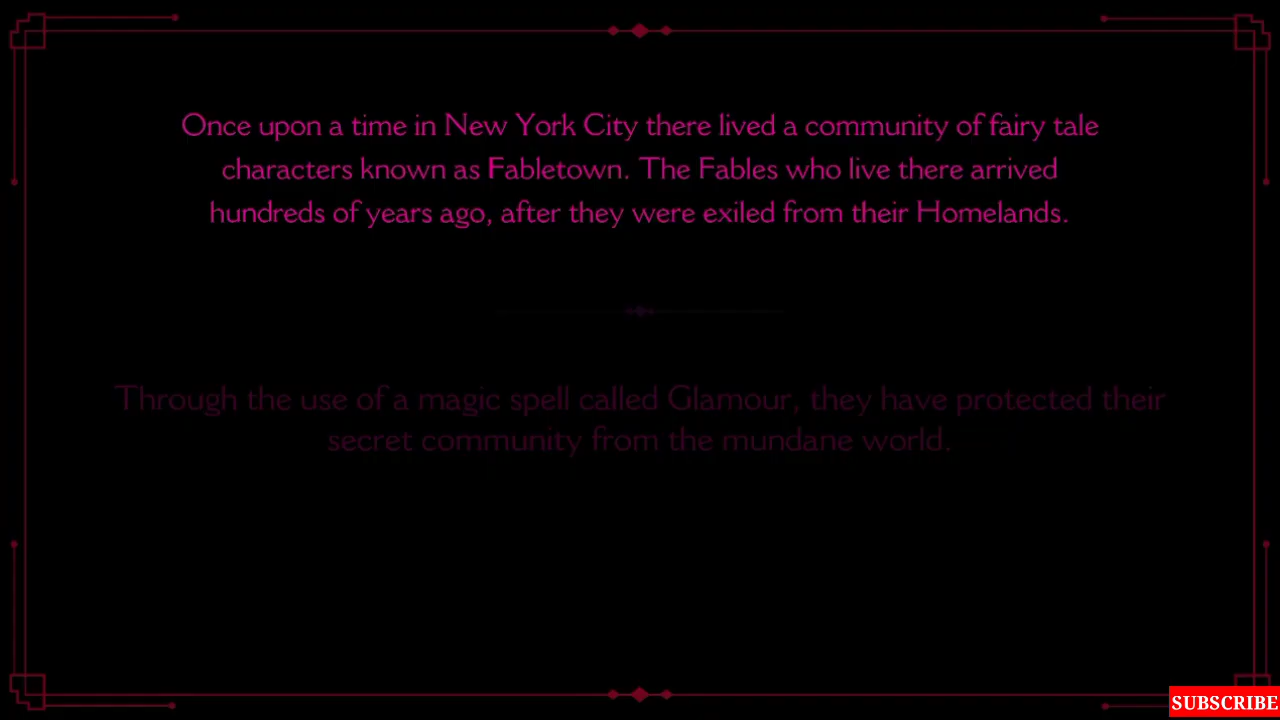 Once upon a time in New York City there lived a community of fairy tale
characters known as Fabletown. The Fables who live there arrived
hundreds of years ago, after they were exiled from their Homelands.
Through the use of a magic spell called Glamour, they have protected their
secret community from the mundane world.
SUBSCRIBE